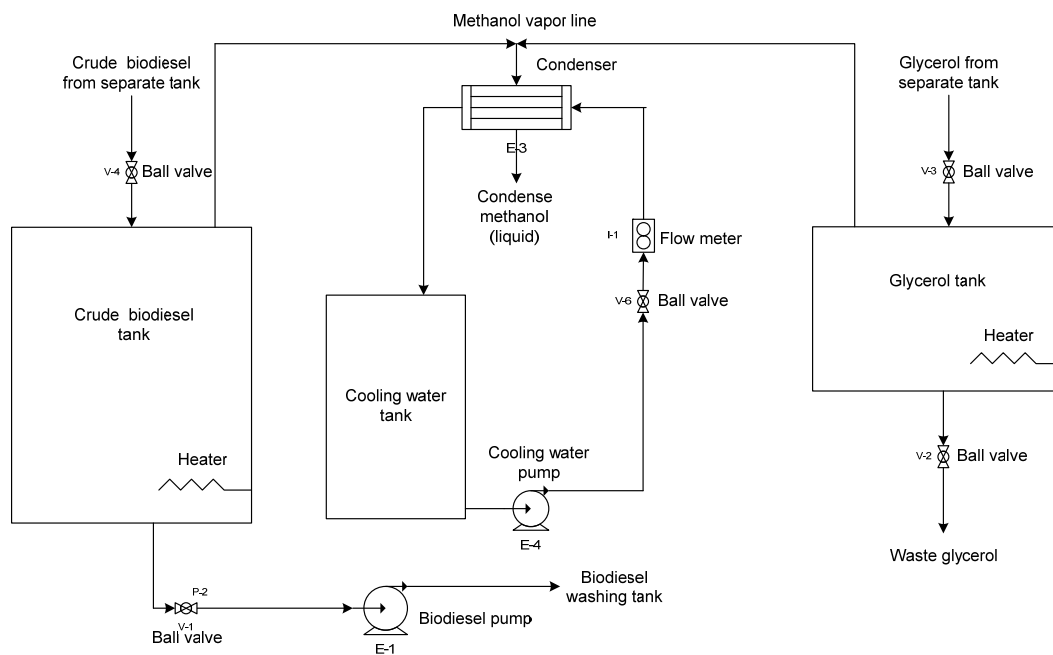 Methanol vapor line
Crude biodiesel
from separate tank
Condenser
Glycerol from
separate tank
E-3
V-4
Ball valve
V-3
Ball valve
Condense
methanol
(liquid)
I-1
Flow meter
Glycerol tank
V-6
Ball valve
Crude biodiesel
tank
Heater
Cooling water
tank
Heater
Cooling water
pump
V-2
Ball valve
E-4
Waste glycerol
P-2
V-1
Ball valve
Biodiesel
washing tank
Biodiesel pump
E-1